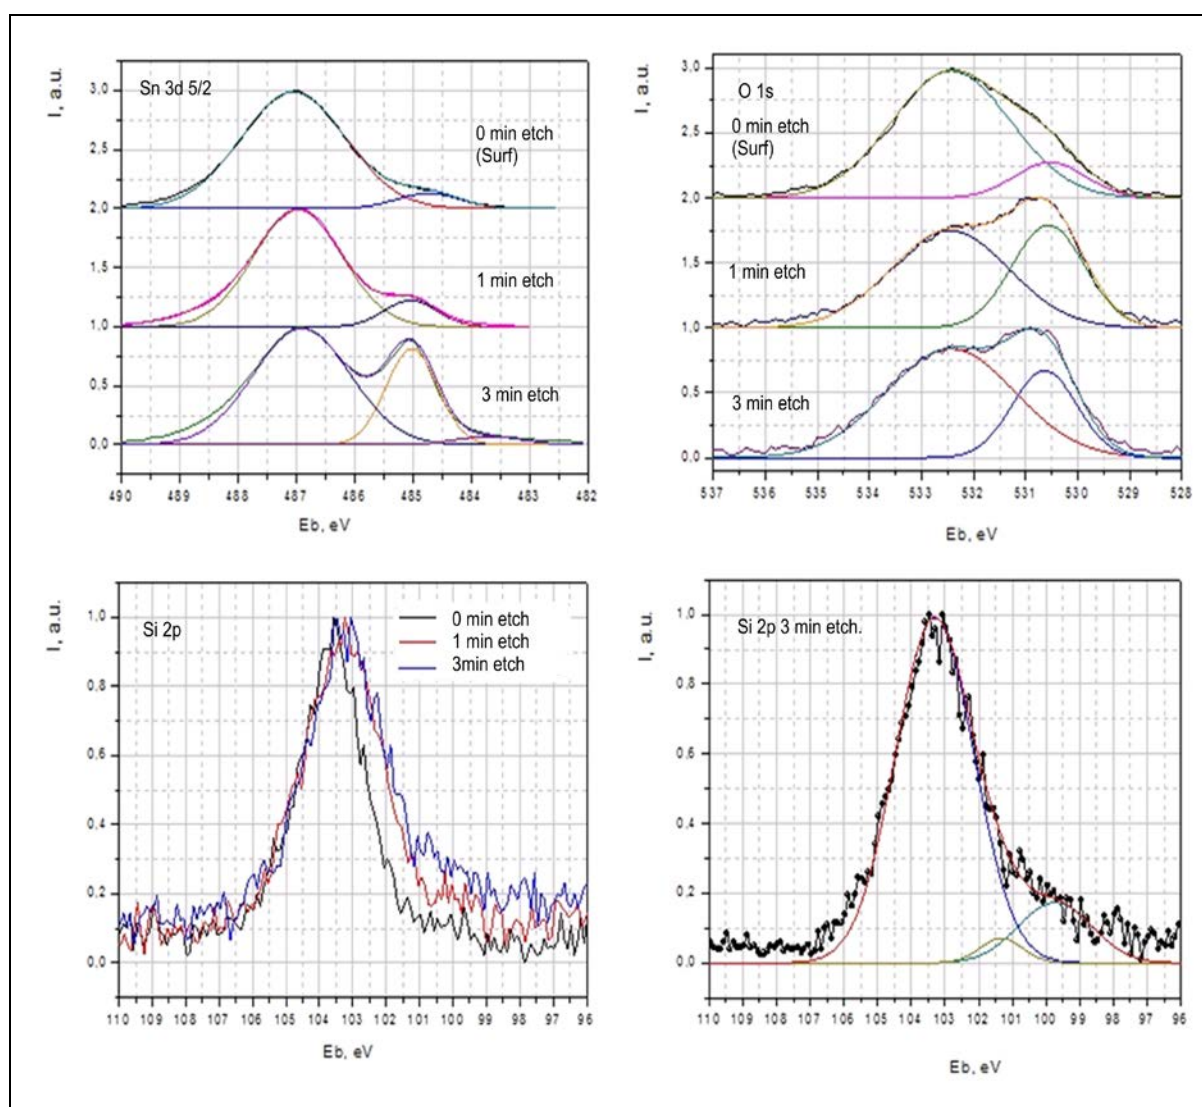 I, a.u.
Sn 3d 5/2
3.0
0 min etch
(Surf)
2.5
2.0
1.5
1 min etch
1.0
0.5
3 min etch
0.0
490 489 488 487 486 485 484 483 482
Eb, eV
I, a.u.
3.0
O 1s
0 min etch
(Surf)
2.5
2.0
1.5
1 min etch
1.0
0.5
3 min etch
0.0
537 536 535 534 533 532 531 530 529 528
Eb, eV
I, a.u.
1,0
Si 2p
0 min etch
1 min etch
3min etch
0,8
0,6
0,4
0,2
0,0
110 109 108 107 106 105 104 103 102 101 100 99 98 97 96
Eb, eV
I, a.u.
1,0
Si 2p 3 min etch.
0,8
0,6
0,4
0,2
0,0
110 109 108 107 106 105 104 103 102 101 100 99 98 97 96
Eb, eV